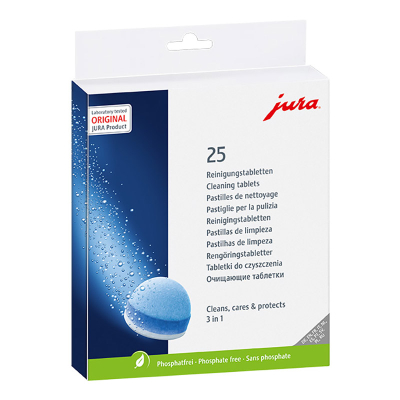 Laboratory tested
ORIGINAL
JURA Product
jura
25
Reinigungstabletten
Cleaning tablets
Pastilles de nettoyage
Pastiglie per la pulizia
Reinigingstabletten
Pastillas de limpieza
Pastilhas de limpeza
Rengöringstabletter
Tabletki do czyszczenia
Очищающие таблетки
Cleans, cares & protects
3 in 1
Phosphatfrei - Phosphate free - Sans phosphate